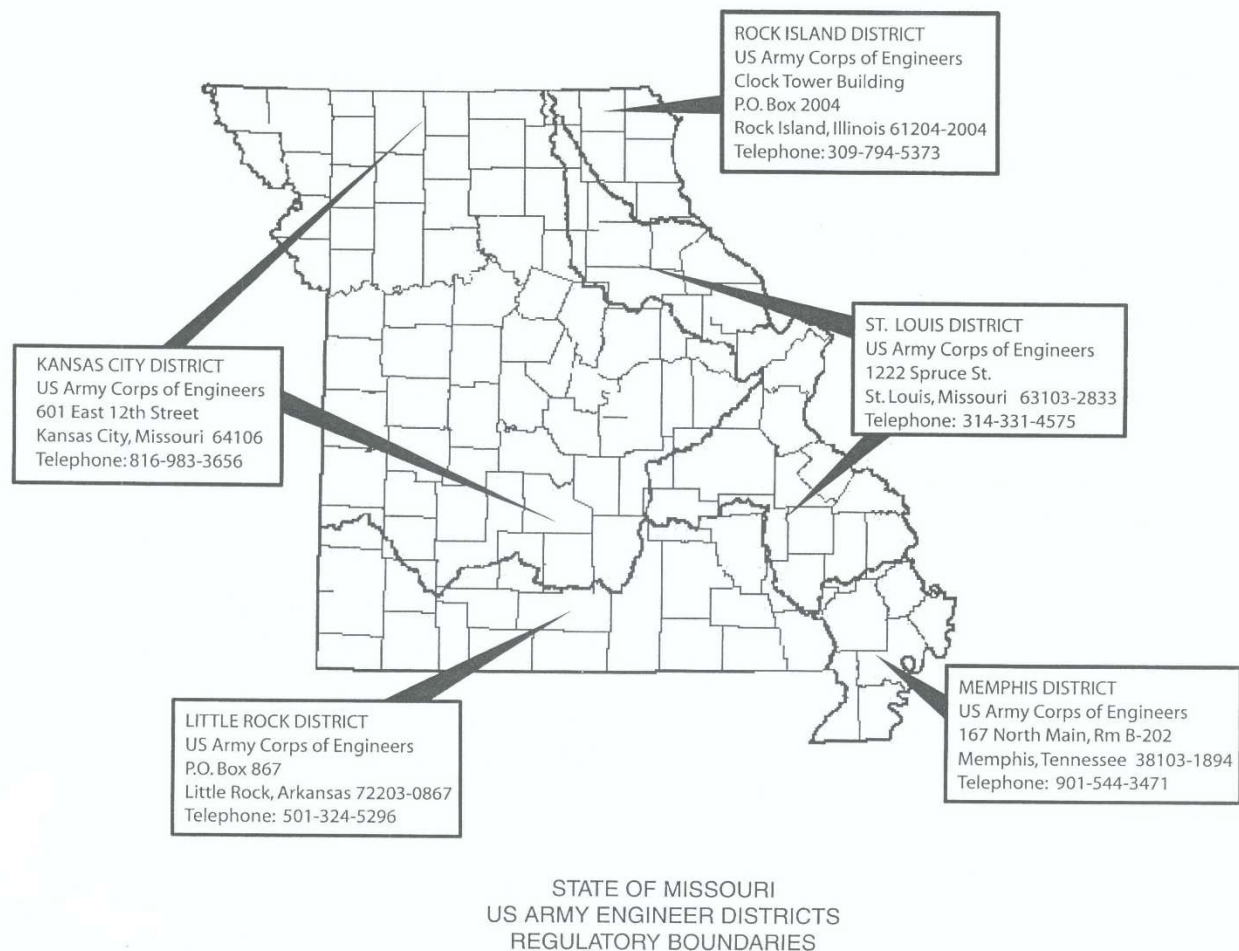 ROCK ISLAND DISTRICT
US Army Corps of Engineers
Clock Tower Building
P.O. Box 2004
Rock Island, Illinois 61204-2004
Telephone: 309-794-5373
ST. LOUIS DISTRICT
US Army Corps of Engineers
1222 Spruce St.
St. Louis, Missouri 63103-2833
Telephone: 314-331-4575
KANSAS CITY DISTRICT
US Army Corps of Engineers
601 East 12th Street
Kansas City, Missouri 64106
Telephone: 816-983-3656
MEMPHIS DISTRICT
US Army Corps of Engineers
167 North Main, Rm B-202
Memphis, Tennessee 38103-1894
Telephone: 901-544-3471
LITTLE ROCK DISTRICT
US Army Corps of Engineers
P.O. Box 867
Little Rock, Arkansas 72203-0867
Telephone: 501-324-5296
STATE OF MISSOURI
US ARMY ENGINEER DISTRICTS
REGULATORY BOUNDARIES